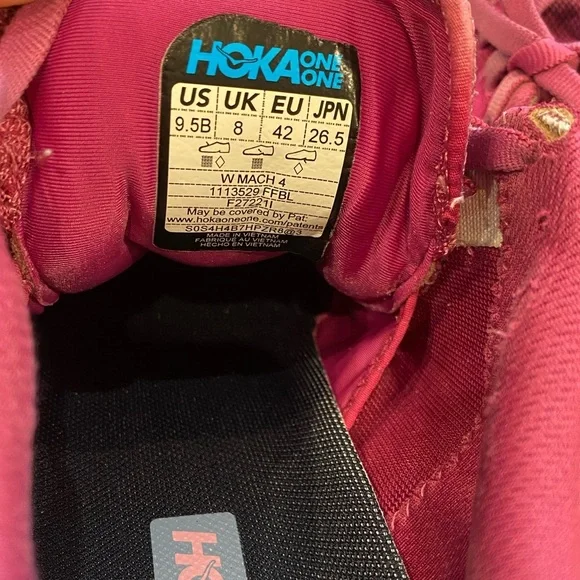 HOKA ONE ONE
US UK EU JPN
9.5B 8 42 26.5
W MACH 4
1113529 FFBL
F27221I
May be covered by Pat:
www.hokaoneone.com/patents
S0S4H4B7HPZR6@3
MADE IN VIETNAM
FABRIQUÉ AU VIETNAM
HECHO EN VIETNAM
HO